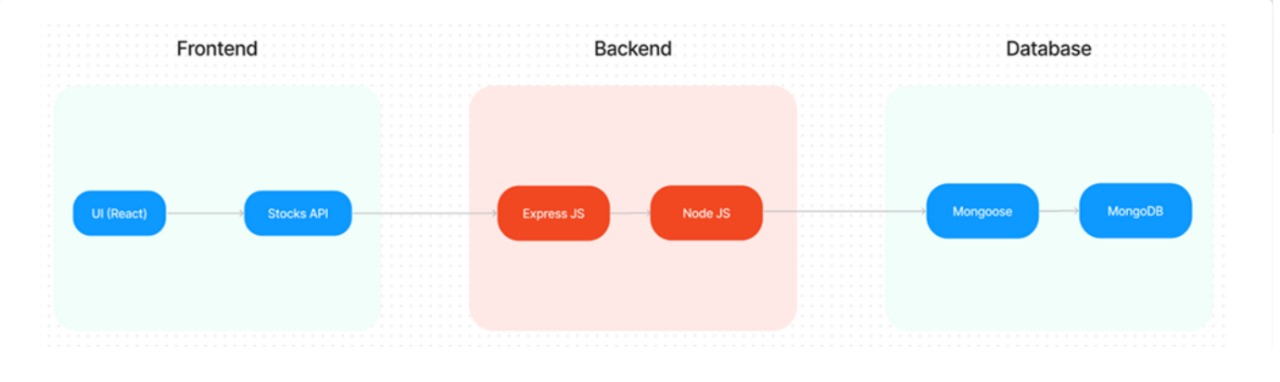 Frontend
Backend
Database
UI (React)
Stocks API
Express JS
Node JS
Mongoose
MongoDB